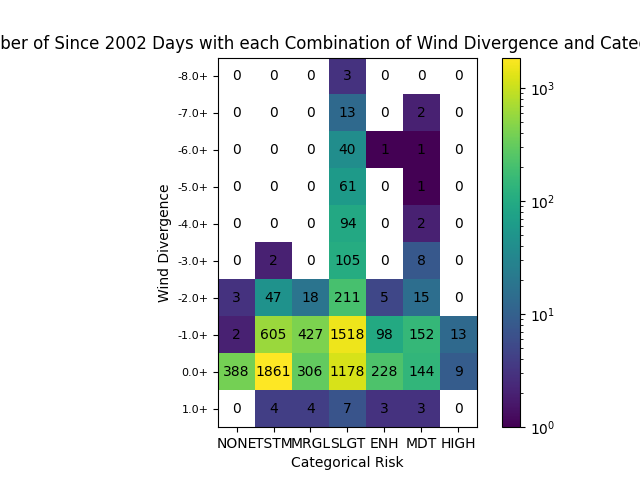 ber of Since 2002 Days with each Combination of Wind Divergence and Cate
-8.0+ 0 0 0 3 0 0 0
-7.0+ 0 0 0 13 0 2 0
-6.0+ 0 0 0 40 1 1 0
-5.0+ 0 0 0 61 0 1 0
-4.0+ 0 0 0 94 0 2 0
-3.0+ 0 2 0 105 0 8 0
-2.0+ 3 47 18 211 5 15 0
-1.0+ 2 605 427 1518 98 152 13
0.0+ 388 1861 306 1178 228 144 9
1.0+ 0 4 4 7 3 3 0
NONE TSTM MRGL SLGT ENH MDT HIGH
Categorical Risk
Wind Divergence
10³
10²
10¹
10⁰